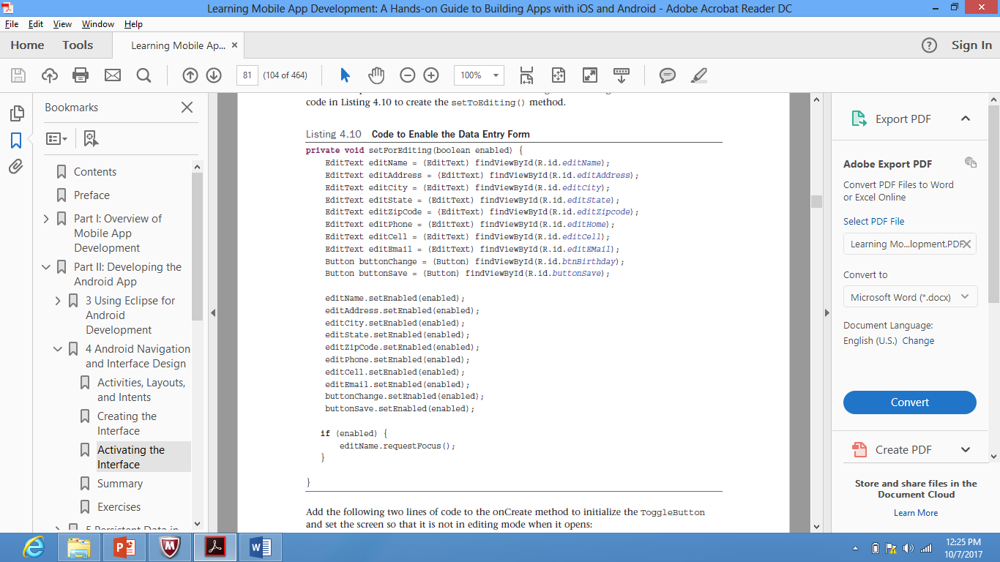 Learning Mobile App Development: A Hands-on Guide to Building Apps with iOS and Android - Adobe Acrobat Reader DC
File Edit View Window Help
Home Tools Learning Mobile Ap... × Sign In
81 (104 of 464) 100%
Bookmarks
Contents
Preface
Part I: Overview of
Mobile App
Development
Part II: Developing the
Android App
3 Using Eclipse for
Android
Development
4 Android Navigation
and Interface Design
Activities, Layouts,
and Intents
Creating the
Interface
Activating the
Interface
Summary
Exercises
5 Persistent Data in
code in Listing 4.10 to create the setToEditing() method.
Listing 4.10 Code to Enable the Data Entry Form
private void setForEditing(boolean enabled) {
EditText editName = (EditText) findViewById(R.id.editName);
EditText editAddress = (EditText) findViewById(R.id.editAddress);
EditText editCity = (EditText) findViewById(R.id.editCity);
EditText editState = (EditText) findViewById(R.id.editState);
EditText editZipCode = (EditText) findViewById(R.id.editZipcode);
EditText editPhone = (EditText) findViewById(R.id.editHome);
EditText editCell = (EditText) findViewById(R.id.editCell);
EditText editEmail = (EditText) findViewById(R.id.editEMail);
Button buttonChange = (Button) findViewById(R.id.btnBirthday);
Button buttonSave = (Button) findViewById(R.id.buttonSave);
editName.setEnabled(enabled);
editAddress.setEnabled(enabled);
editCity.setEnabled(enabled);
editState.setEnabled(enabled);
editZipCode.setEnabled(enabled);
editPhone.setEnabled(enabled);
editCell.setEnabled(enabled);
editEmail.setEnabled(enabled);
buttonChange.setEnabled(enabled);
buttonSave.setEnabled(enabled);
if (enabled) {
editName.requestFocus();
}
}
Add the following two lines of code to the onCreate method to initialize the ToggleButton
and set the screen so that it is not in editing mode when it opens:
Export PDF
Adobe Export PDF
Convert PDF Files to Word
or Excel Online
Select PDF File
Learning Mo...lopment.PDF
Convert to
Microsoft Word (*.docx)
Document Language:
English (U.S.) Change
Convert
Create PDF
Store and share files in the
Document Cloud
Learn More
12:25 PM
10/7/2017